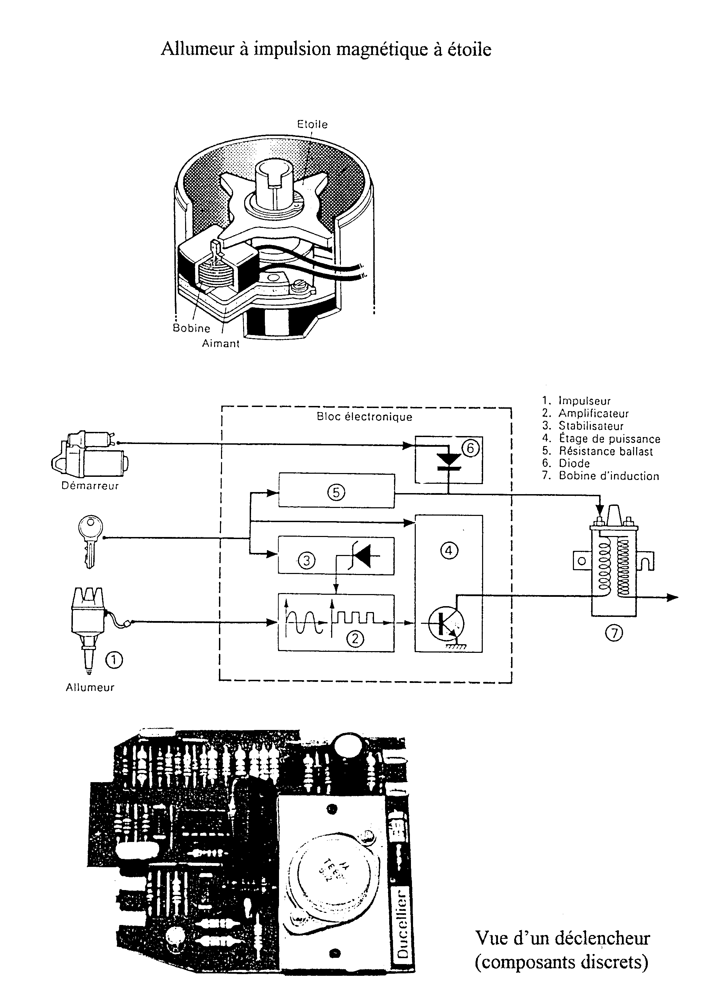 Allumeur à impulsion magnétique à étoile
Etoile
Bobine
Aimant
1. Impulseur
2. Amplificateur
3. Stabilisateur
4. Étage de puissance
5. Résistance ballast
6. Diode
7. Bobine d'induction
Bloc électronique
6
Démarreur
5
4
3
2
7
1
Allumeur
Ducellier
Vue d'un déclencheur
(composants discrets)